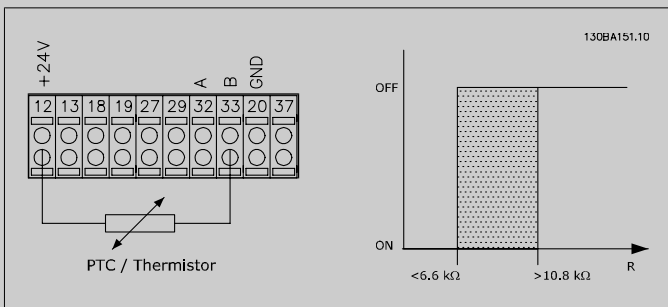 130BA151.10
+24V
A
B
GND
12 13 18 19 27 29 32 33 20 37
PTC / Thermistor
OFF
ON
R
<6.6 kΩ
>10.8 kΩ